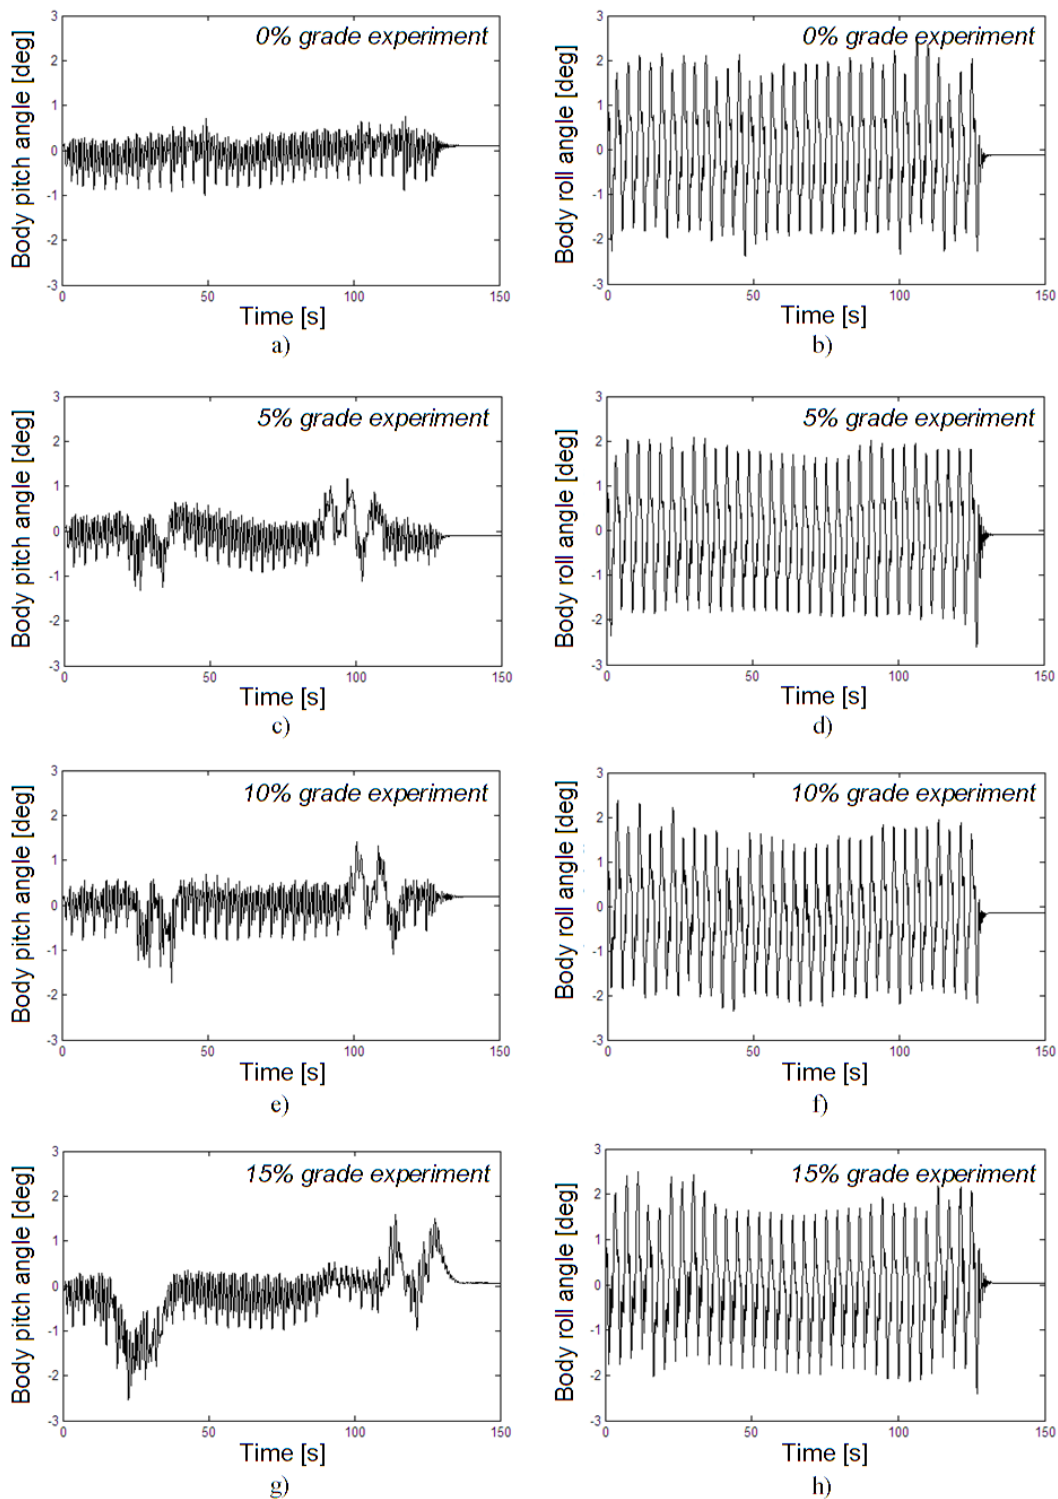 0% grade experiment
Body pitch angle [deg]
3
2
1
0
-1
-2
-3
0 50 100 150
Time [s]
a)
0% grade experiment
Body roll angle [deg]
3
2
1
0
-1
-2
-3
0 50 100 150
Time [s]
b)
5% grade experiment
Body pitch angle [deg]
3
2
1
0
-1
-2
-3
0 50 100 150
Time [s]
c)
5% grade experiment
Body roll angle [deg]
3
2
1
0
-1
-2
-3
0 50 100 150
Time [s]
d)
10% grade experiment
Body pitch angle [deg]
3
2
1
0
-1
-2
-3
0 50 100 150
Time [s]
e)
10% grade experiment
Body roll angle [deg]
3
2
1
0
-1
-2
-3
0 50 100 150
Time [s]
f)
15% grade experiment
Body pitch angle [deg]
3
2
1
0
-1
-2
-3
0 50 100 150
Time [s]
g)
15% grade experiment
Body roll angle [deg]
3
2
1
0
-1
-2
-3
0 50 100 150
Time [s]
h)